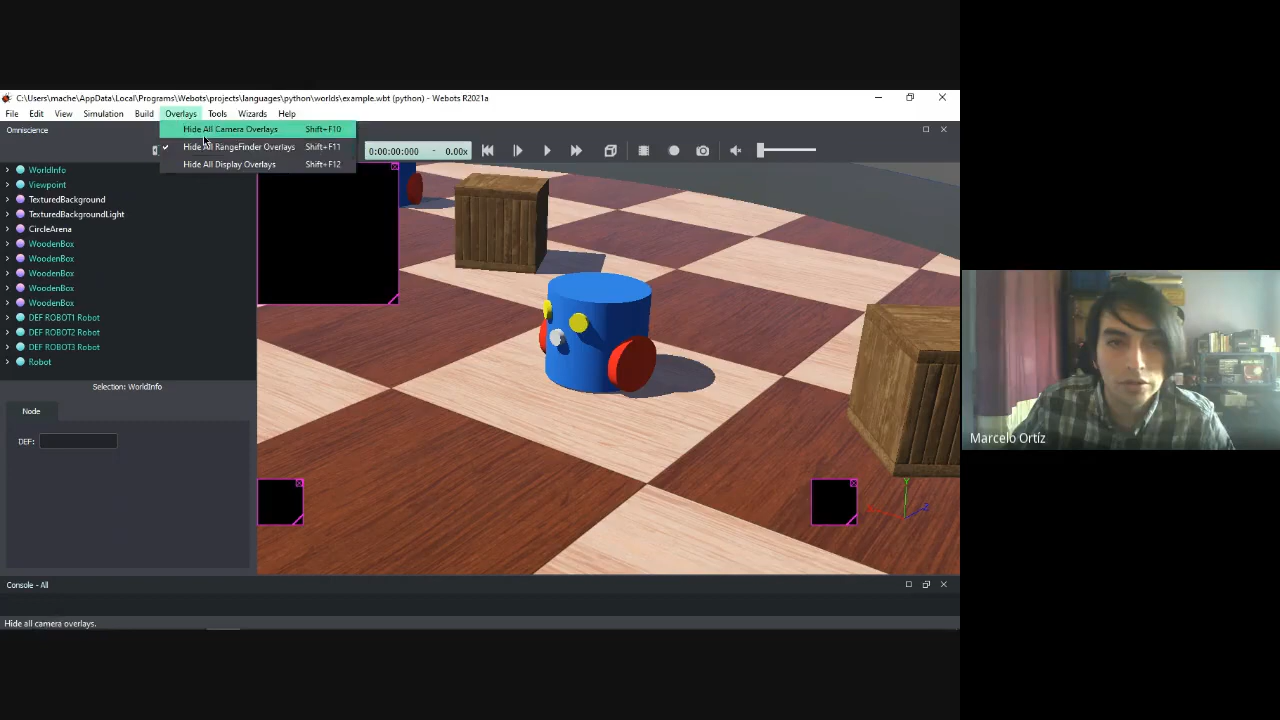 C:\Users\mache\AppData\Local\Programs\Webots\projects\languages\python\worlds\example.wbt (python) - Webots R2021a
File Edit View Simulation Build Overlays Tools Wizards Help
Omniscience
Hide All Camera Overlays Shift+F10
Hide All RangeFinder Overlays Shift+F11
Hide All Display Overlays Shift+F12
0:00:00:000 - 0.00x
WorldInfo
Viewpoint
TexturedBackground
TexturedBackgroundLight
CircleArena
WoodenBox
WoodenBox
WoodenBox
WoodenBox
WoodenBox
DEF ROBOT1 Robot
DEF ROBOT2 Robot
DEF ROBOT3 Robot
Robot
Selection: WorldInfo
Node
DEF:
Y
X
Z
Console - All
Hide all camera overlays.
Marcelo Ortíz